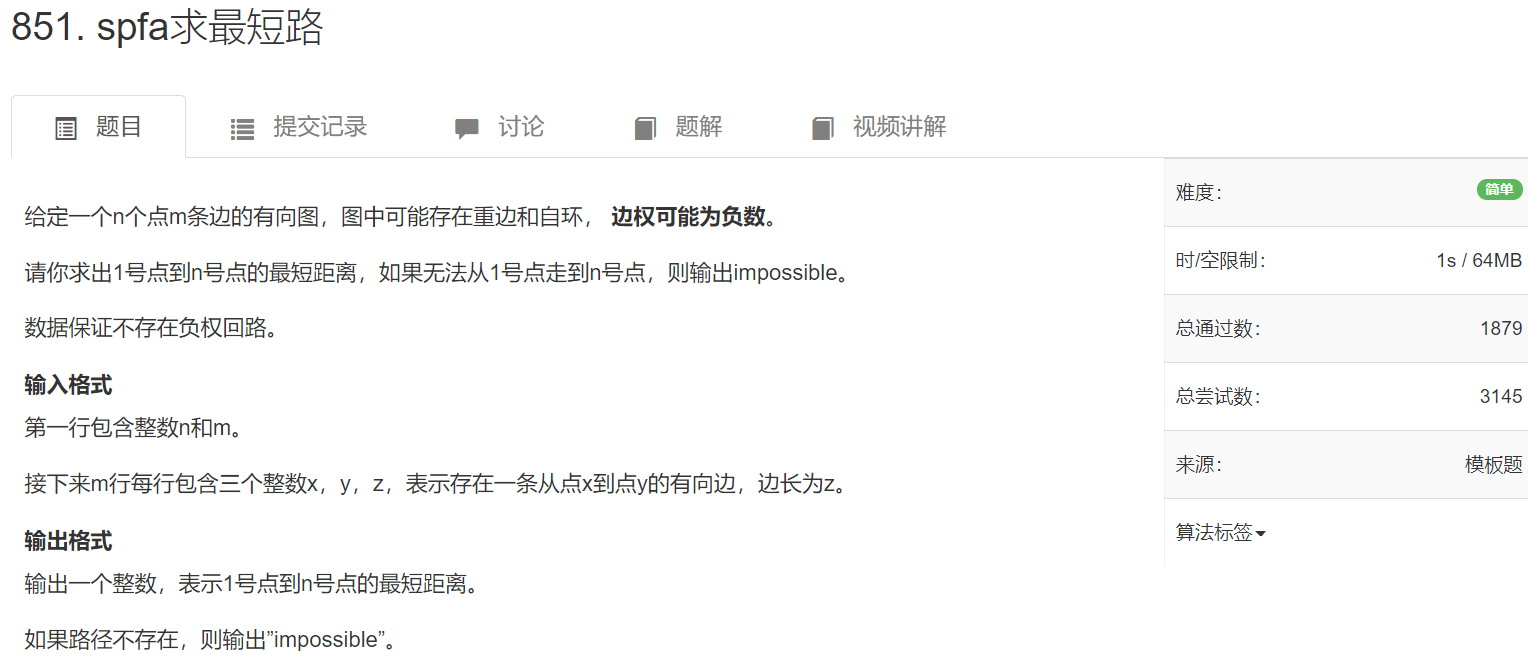 851. spfa求最短路
题目 提交记录 讨论 题解 视频讲解
给定一个n个点m条边的有向图，图中可能存在重边和自环， 边权可能为负数。
请你求出1号点到n号点的最短距离，如果无法从1号点走到n号点，则输出impossible。
数据保证不存在负权回路。
输入格式
第一行包含整数n和m。
接下来m行每行包含三个整数x，y，z，表示存在一条从点x到点y的有向边，边长为z。
输出格式
输出一个整数，表示1号点到n号点的最短距离。
如果路径不存在，则输出”impossible”。
难度： 简单
时/空限制： 1s / 64MB
总通过数： 1879
总尝试数： 3145
来源： 模板题
算法标签